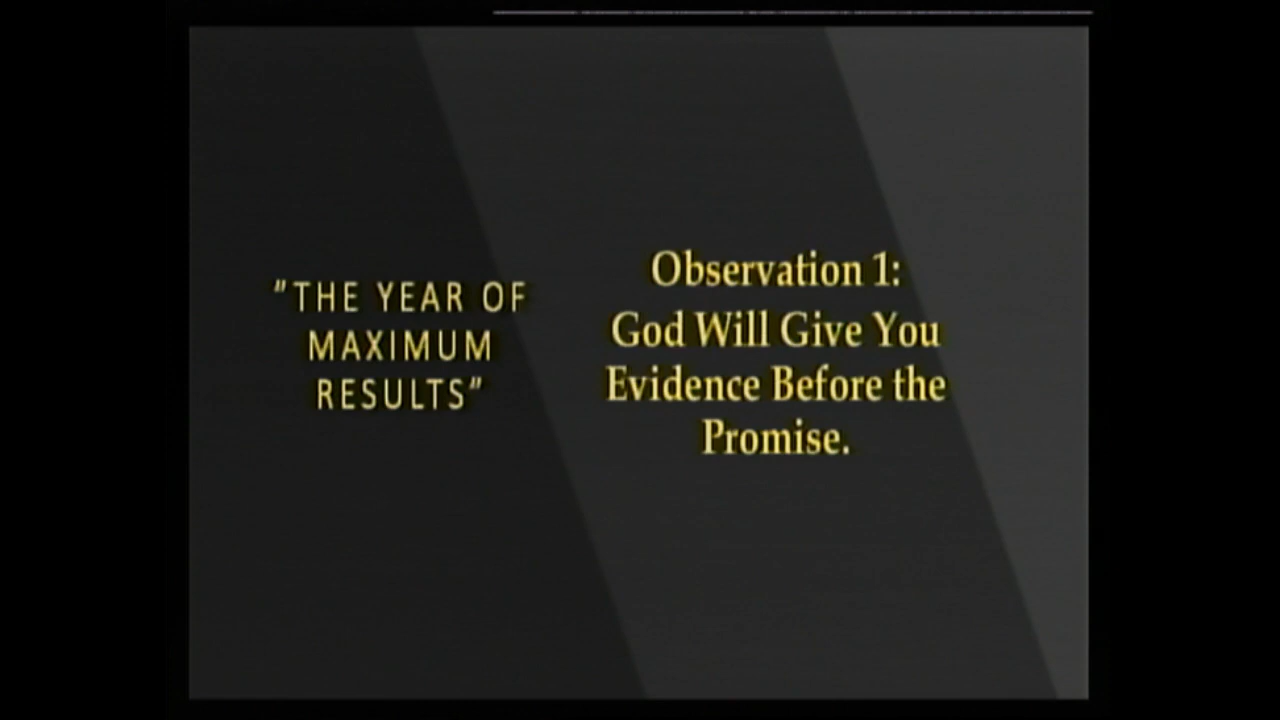 "THE YEAR OF
MAXIMUM
RESULTS"
Observation 1:
God Will Give You
Evidence Before the
Promise.